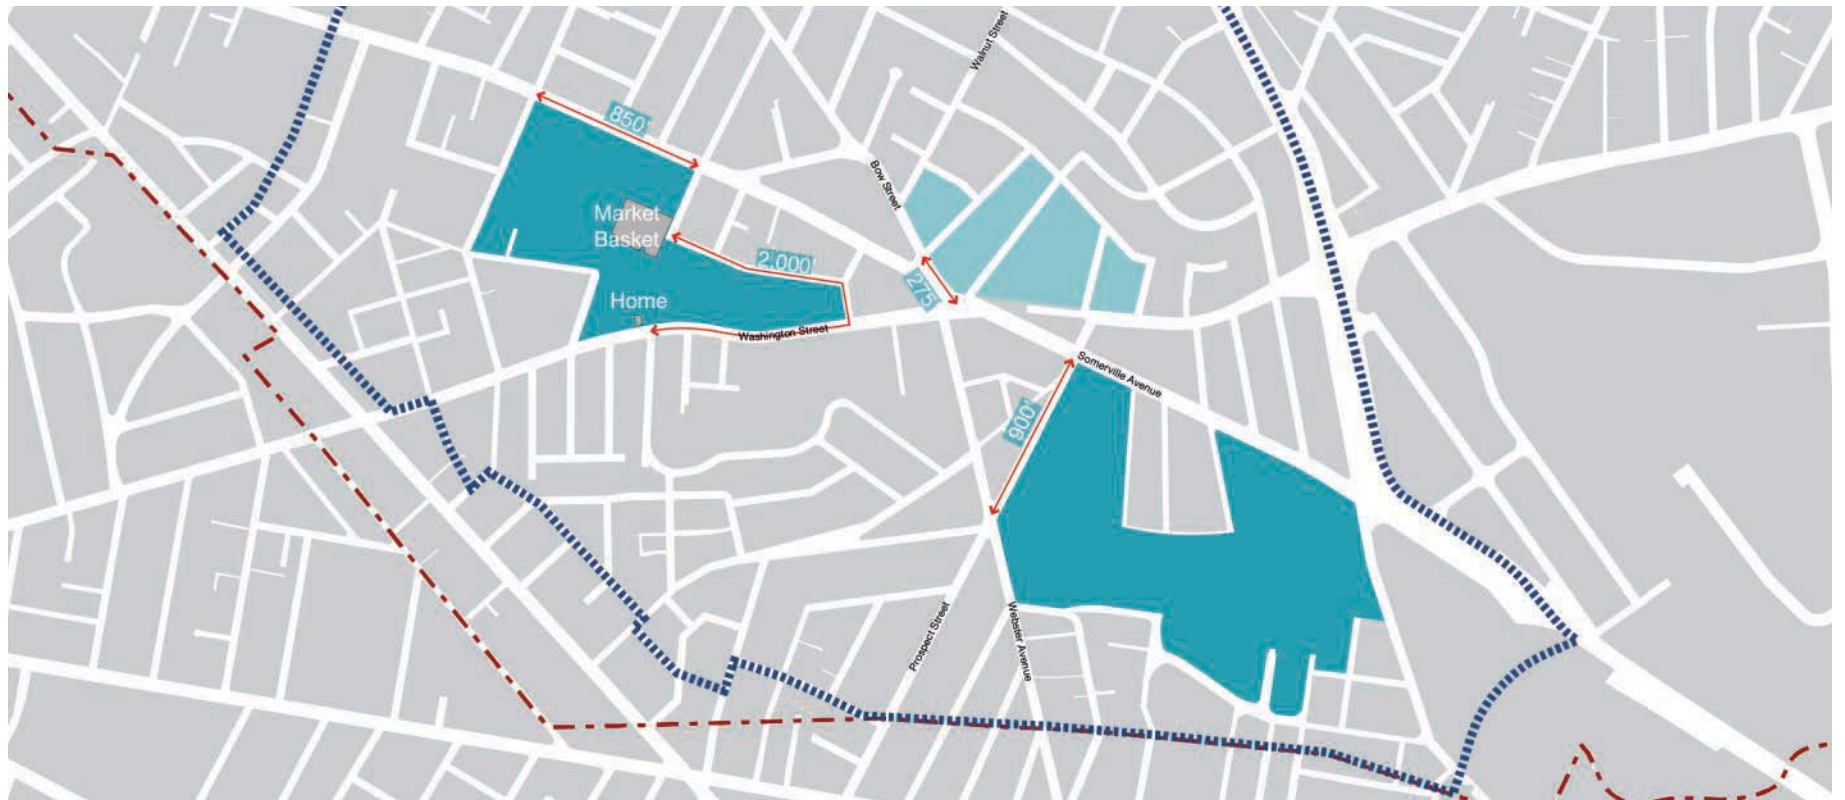 Walnut Street
850'
Bow Street
Market
Basket
2,000'
275'
Home
Washington Street
Somerville Avenue
900'
Prospect Street
Webster Avenue